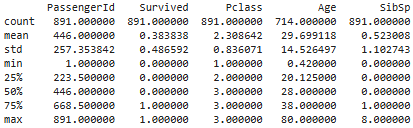 PassengerId Survived Pclass Age SibSp
count 891.000000 891.000000 891.000000 714.000000 891.000000
mean 446.000000 0.383838 2.308642 29.699118 0.523008
std 257.353842 0.486592 0.836071 14.526497 1.102743
min 1.000000 0.000000 1.000000 0.420000 0.000000
25% 223.500000 0.000000 2.000000 20.125000 0.000000
50% 446.000000 0.000000 3.000000 28.000000 0.000000
75% 668.500000 1.000000 3.000000 38.000000 1.000000
max 891.000000 1.000000 3.000000 80.000000 8.000000